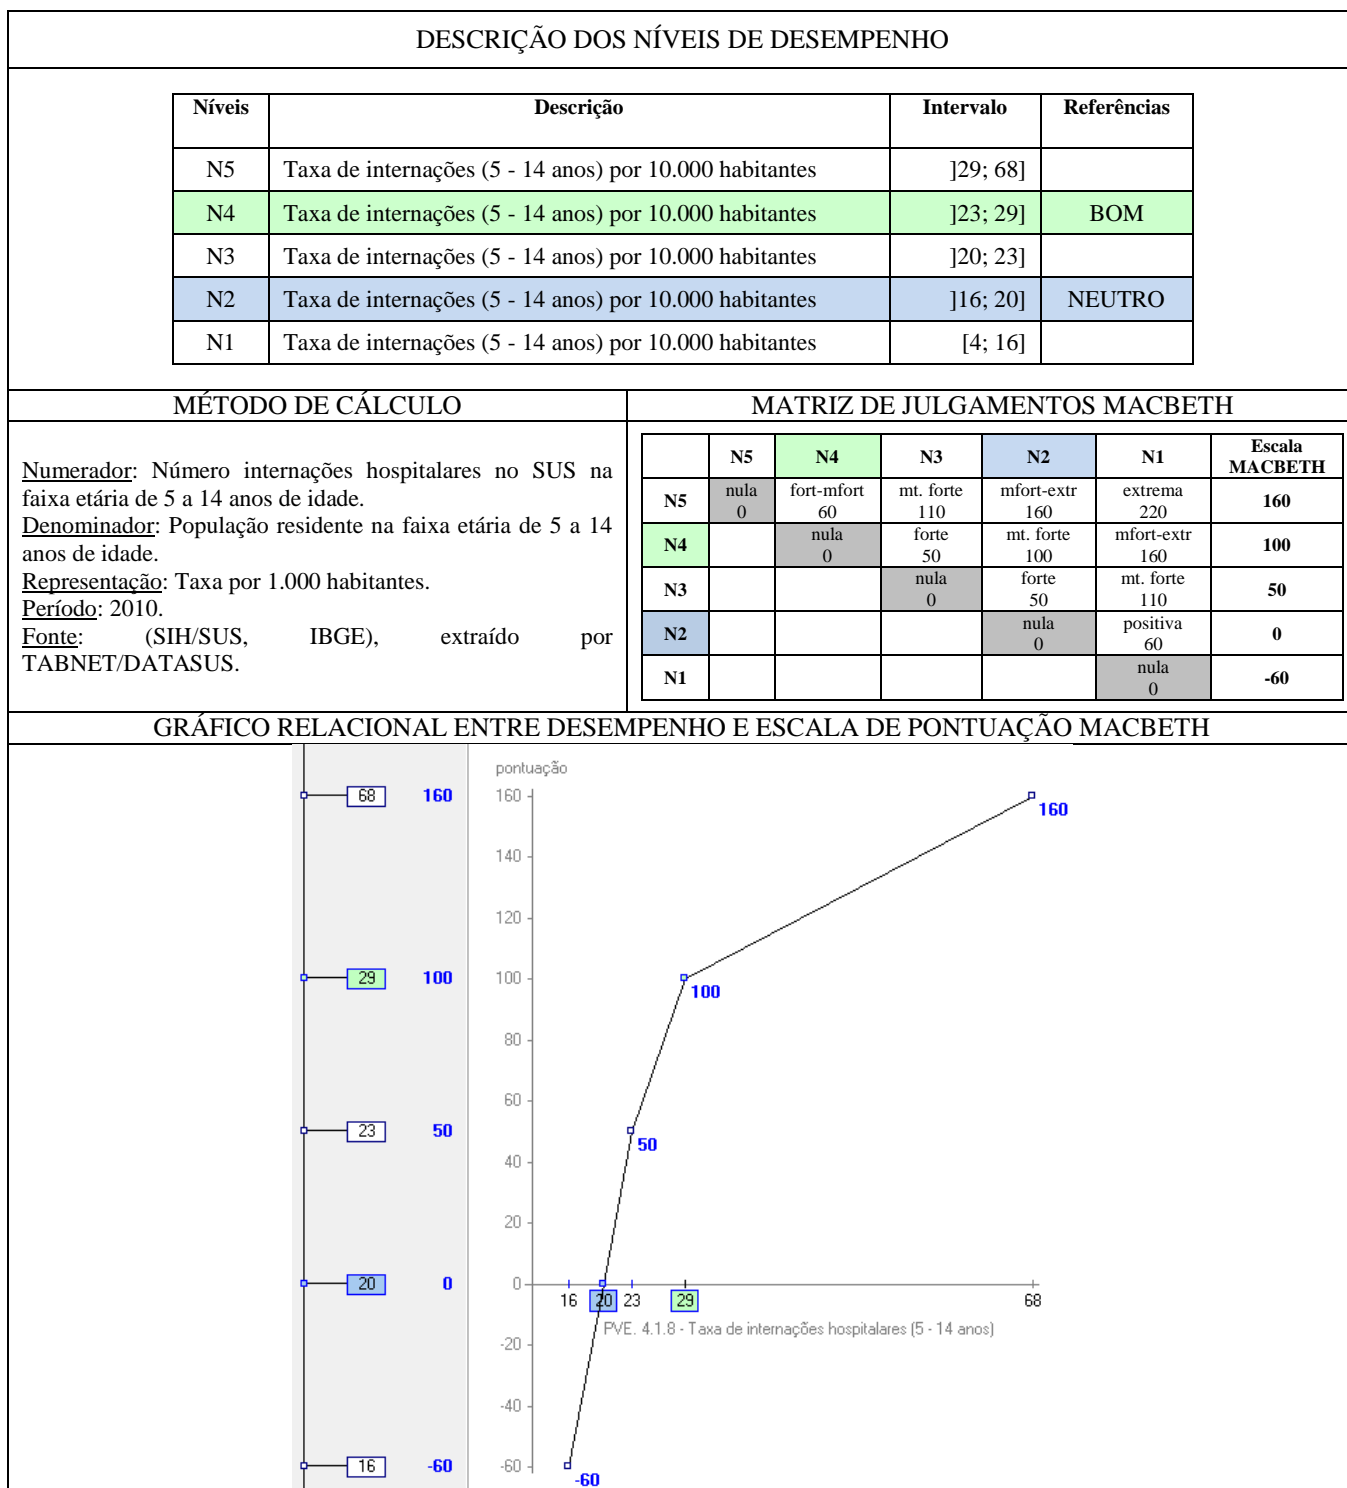 DESCRIÇÃO DOS NÍVEIS DE DESEMPENHO
Níveis Descrição Intervalo Referências
N5 Taxa de internações (5 - 14 anos) por 10.000 habitantes ]29; 68]
N4 Taxa de internações (5 - 14 anos) por 10.000 habitantes ]23; 29] BOM
N3 Taxa de internações (5 - 14 anos) por 10.000 habitantes ]20; 23]
N2 Taxa de internações (5 - 14 anos) por 10.000 habitantes ]16; 20] NEUTRO
N1 Taxa de internações (5 - 14 anos) por 10.000 habitantes [4; 16]
MÉTODO DE CÁLCULO
Numerador: Número internações hospitalares no SUS na
faixa etária de 5 a 14 anos de idade.
Denominador: População residente na faixa etária de 5 a 14
anos de idade.
Representação: Taxa por 1.000 habitantes.
Período: 2010.
Fonte: (SIH/SUS, IBGE), extraído por
TABNET/DATASUS.
MATRIZ DE JULGAMENTOS MACBETH
N5 N4 N3 N2 N1 Escala
MACBETH
N5 nula fort-mfort mt. forte mfort-extr extrema 160
0 60 110 160 220
N4 nula forte mt. forte mfort-extr 100
0 50 100 160
N3 nula forte mt. forte 50
0 50 110
N2 nula positiva 0
0 60
N1 nula -60
0
GRÁFICO RELACIONAL ENTRE DESEMPENHO E ESCALA DE PONTUAÇÃO MACBETH
68 160
29 100
23 50
20 0
16 -60
pontuação
160
140
120
100
80
60
40
20
0
-20
-40
-60
160
100
50
-60
16 20 23 29 68
PVE. 4.1.8 - Taxa de internações hospitalares (5 - 14 anos)